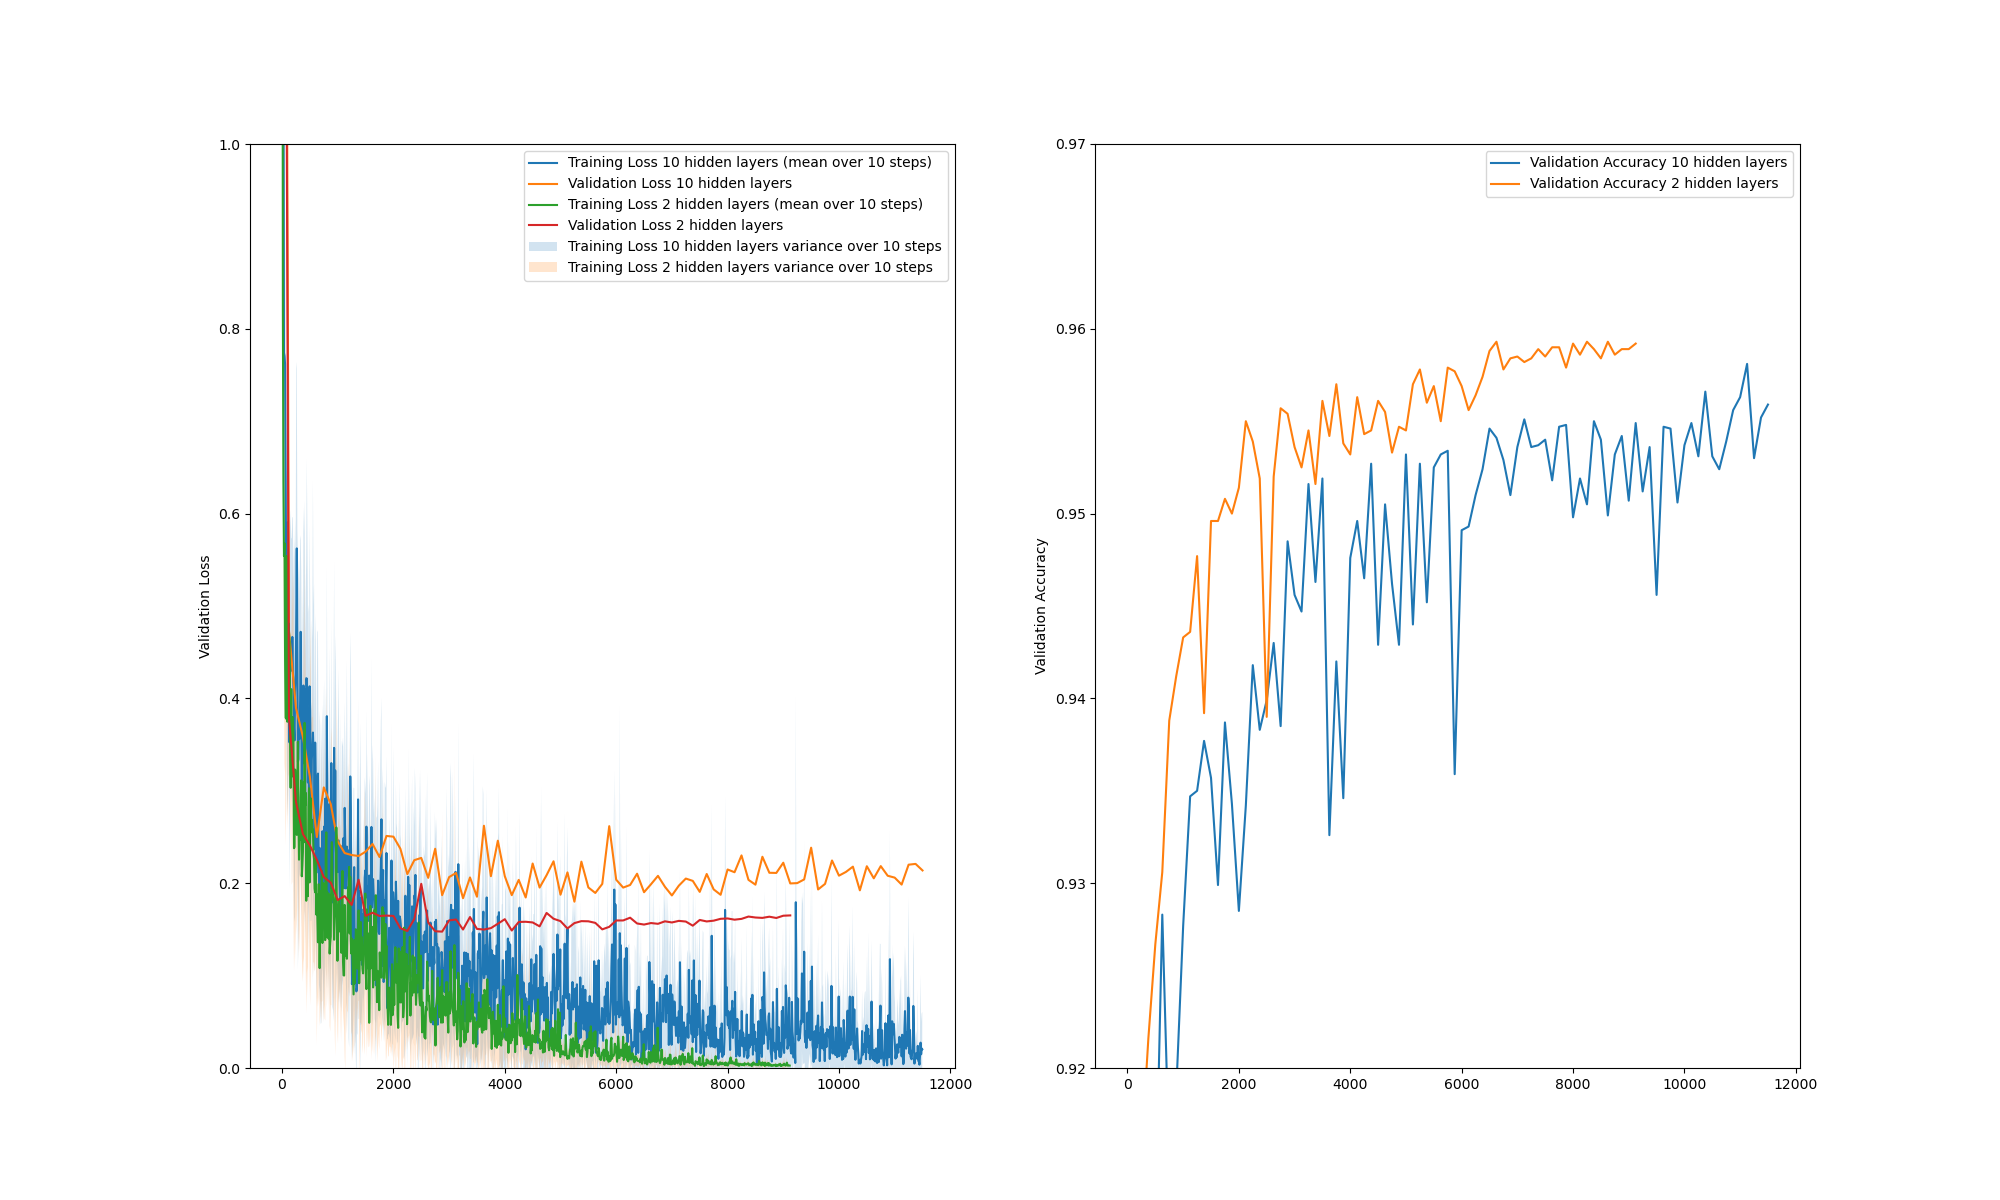 Validation Loss
1.0
0.8
0.6
0.4
0.2
0.0
0 2000 4000 6000 8000 10000 12000
Training Loss 10 hidden layers (mean over 10 steps)
Validation Loss 10 hidden layers
Training Loss 2 hidden layers (mean over 10 steps)
Validation Loss 2 hidden layers
Training Loss 10 hidden layers variance over 10 steps
Training Loss 2 hidden layers variance over 10 steps
Validation Accuracy
0.97
0.96
0.95
0.94
0.93
0.92
0 2000 4000 6000 8000 10000 12000
Validation Accuracy 10 hidden layers
Validation Accuracy 2 hidden layers